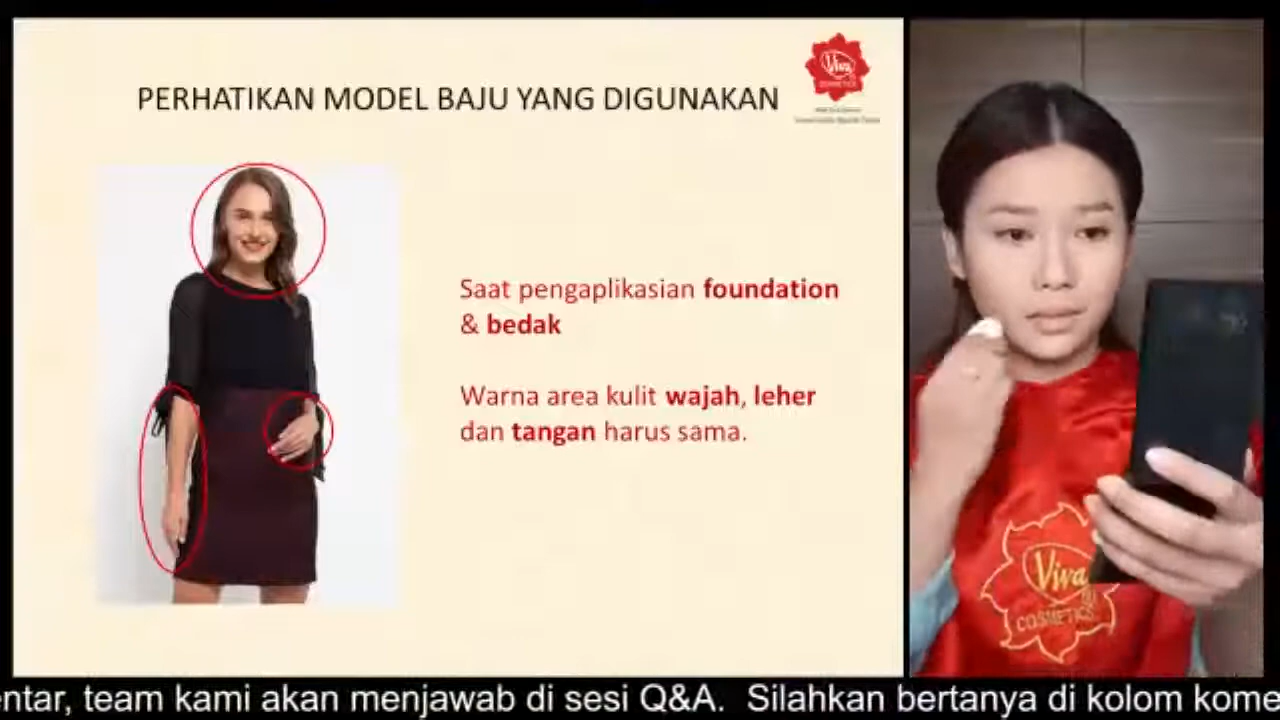 PERHATIKAN MODEL BAJU YANG DIGUNAKAN
Viva
COSMETICS
Saat pengaplikasian foundation
& bedak
Warna area kulit wajah, leher
dan tangan harus sama.
Viva
COSMETICS
entar, team kami akan menjawab di sesi Q&A. Silahkan bertanya di kolom kome